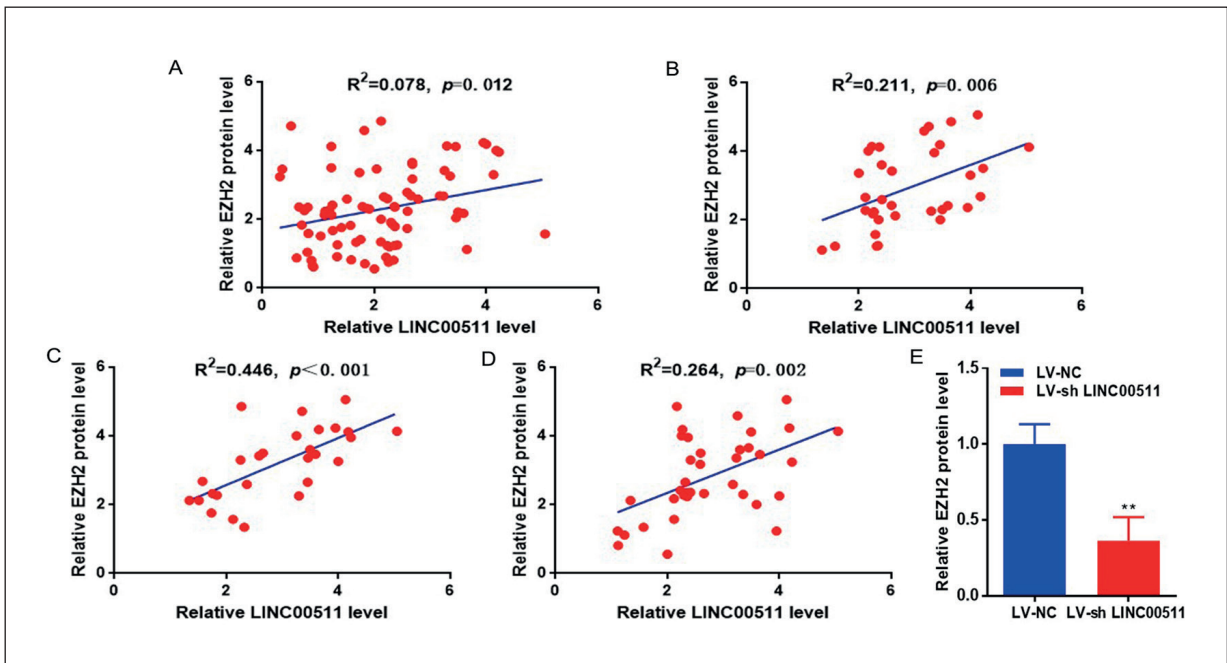 A
R²=0.078, p=0.012
Relative EZH2 protein level
6
4
2
0
0 2 4 6
Relative LINC00511 level
B
R²=0.211, p=0.006
Relative EZH2 protein level
6
4
2
0
0 2 4 6
Relative LINC00511 level
C
R²=0.446, p<0.001
Relative EZH2 protein level
6
4
2
0
0 2 4 6
Relative LINC00511 level
D
R²=0.264, p=0.002
Relative EZH2 protein level
6
4
2
0
0 2 4 6
Relative LINC00511 level
E
LV-NC
LV-sh LINC00511
Relative EZH2 protein level
1.5
1.0
0.5
0.0
**
LV-NC LV-sh LINC00511